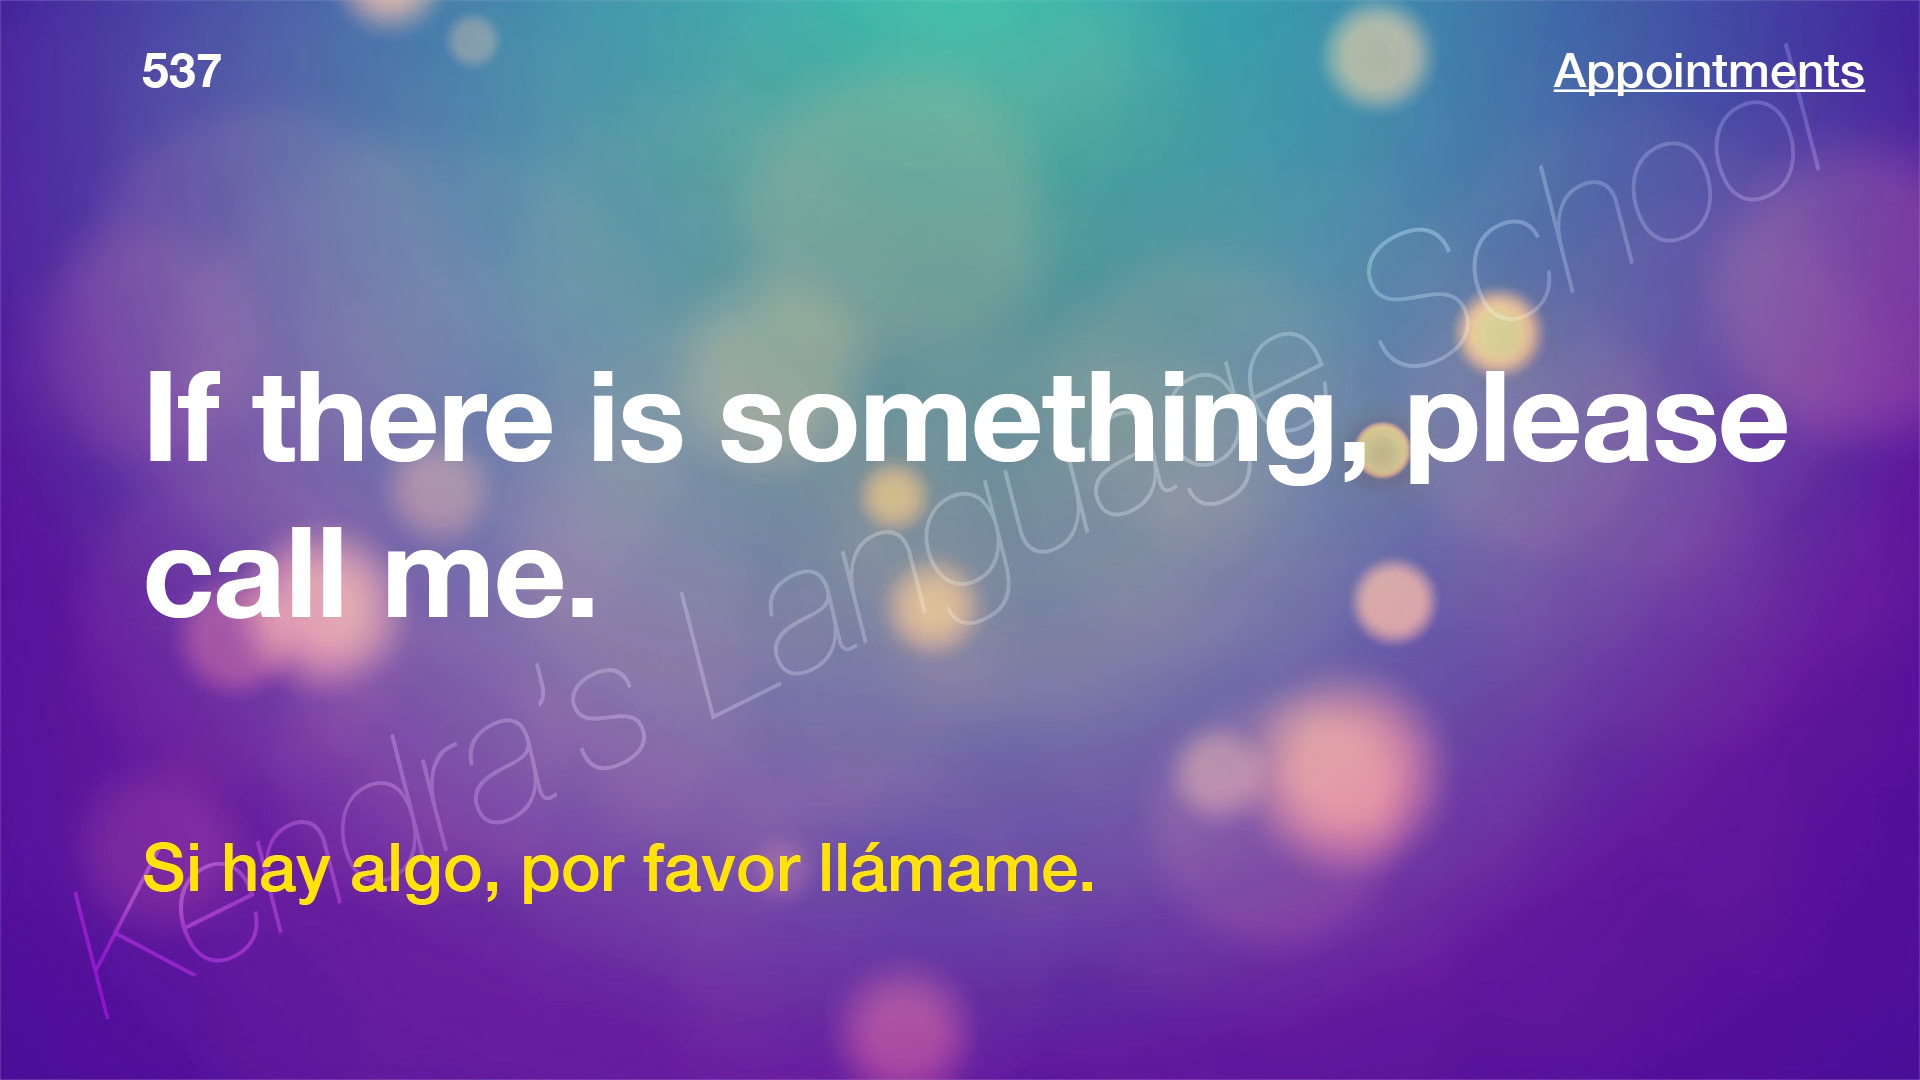 537
Appointments
If there is something, please
call me.
Si hay algo, por favor llámame.
Kendra's Language School